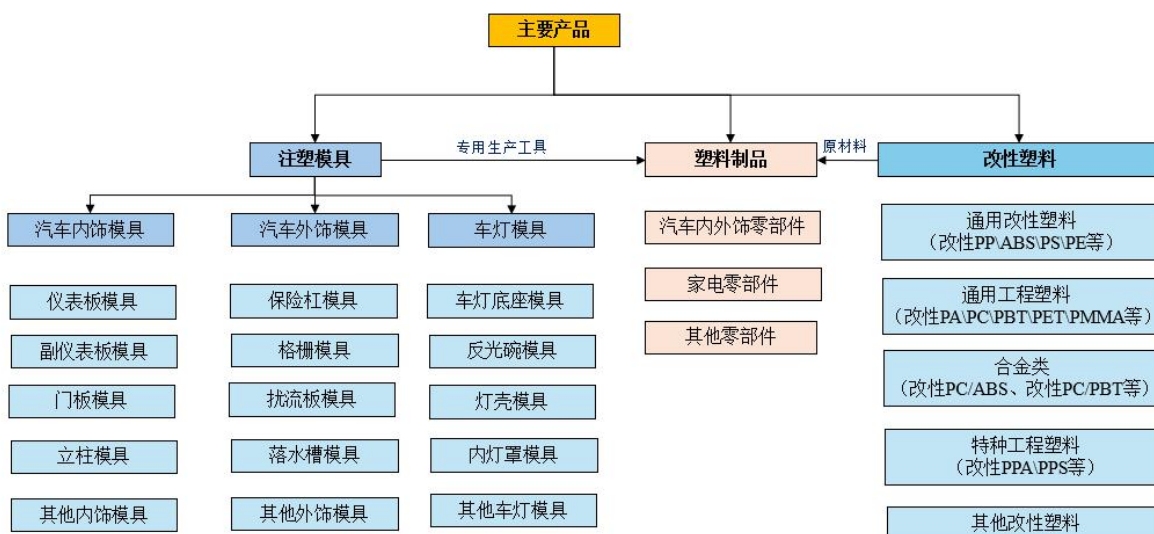 主要产品
注塑模具
专用生产工具
塑料制品
原材料
改性塑料
汽车内饰模具
汽车外饰模具
车灯模具
汽车内外饰零部件
通用改性塑料
（改性PP\ABS\PS\PE等）
仪表板模具
保险杠模具
车灯底座模具
家电零部件
通用工程塑料
（改性PA\PC\PBT\PET\PMMA等）
副仪表板模具
格栅模具
反光碗模具
其他零部件
合金类
（改性PC/ABS、改性PC/PBT等）
门板模具
扰流板模具
灯壳模具
立柱模具
落水槽模具
内灯罩模具
特种工程塑料
（改性PPA\PPS等）
其他内饰模具
其他外饰模具
其他车灯模具
其他改性塑料